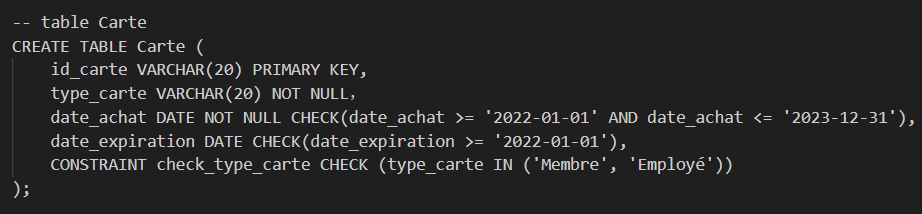 -- table Carte
CREATE TABLE Carte (
    id_carte VARCHAR(20) PRIMARY KEY,
    type_carte VARCHAR(20) NOT NULL,
    date_achat DATE NOT NULL CHECK(date_achat >= '2022-01-01' AND date_achat <= '2023-12-31'),
    date_expiration DATE CHECK(date_expiration >= '2022-01-01'),
    CONSTRAINT check_type_carte CHECK (type_carte IN ('Membre', 'Employé'))
);